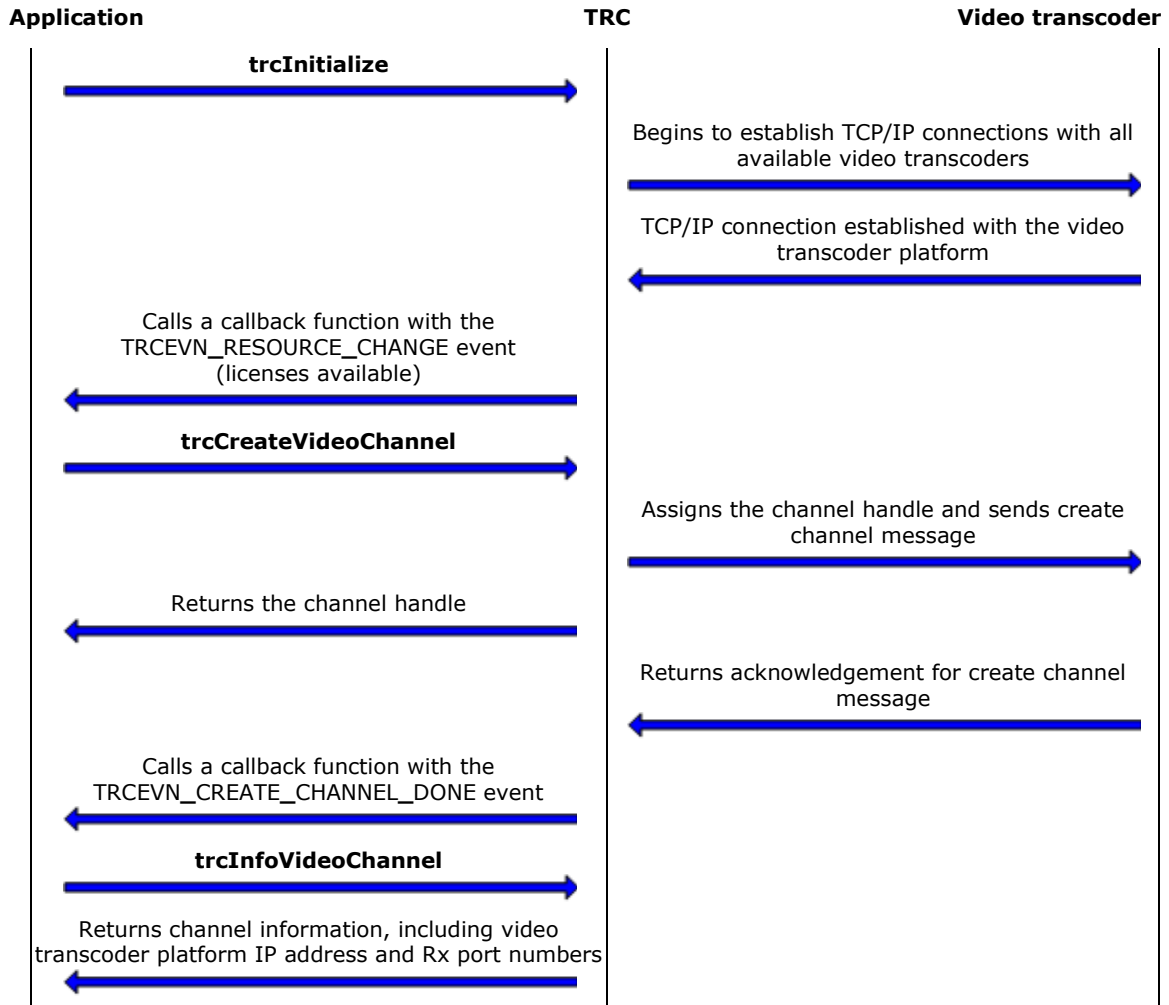 Application TRC Video transcoder
trcInitialize
Begins to establish TCP/IP connections with all
available video transcoders
TCP/IP connection established with the video
transcoder platform
Calls a callback function with the
TRCEVN_RESOURCE_CHANGE event
(licenses available)
trcCreateVideoChannel
Assigns the channel handle and sends create
channel message
Returns the channel handle
Returns acknowledgement for create channel
message
Calls a callback function with the
TRCEVN_CREATE_CHANNEL_DONE event
trcInfoVideoChannel
Returns channel information, including video
transcoder platform IP address and Rx port numbers